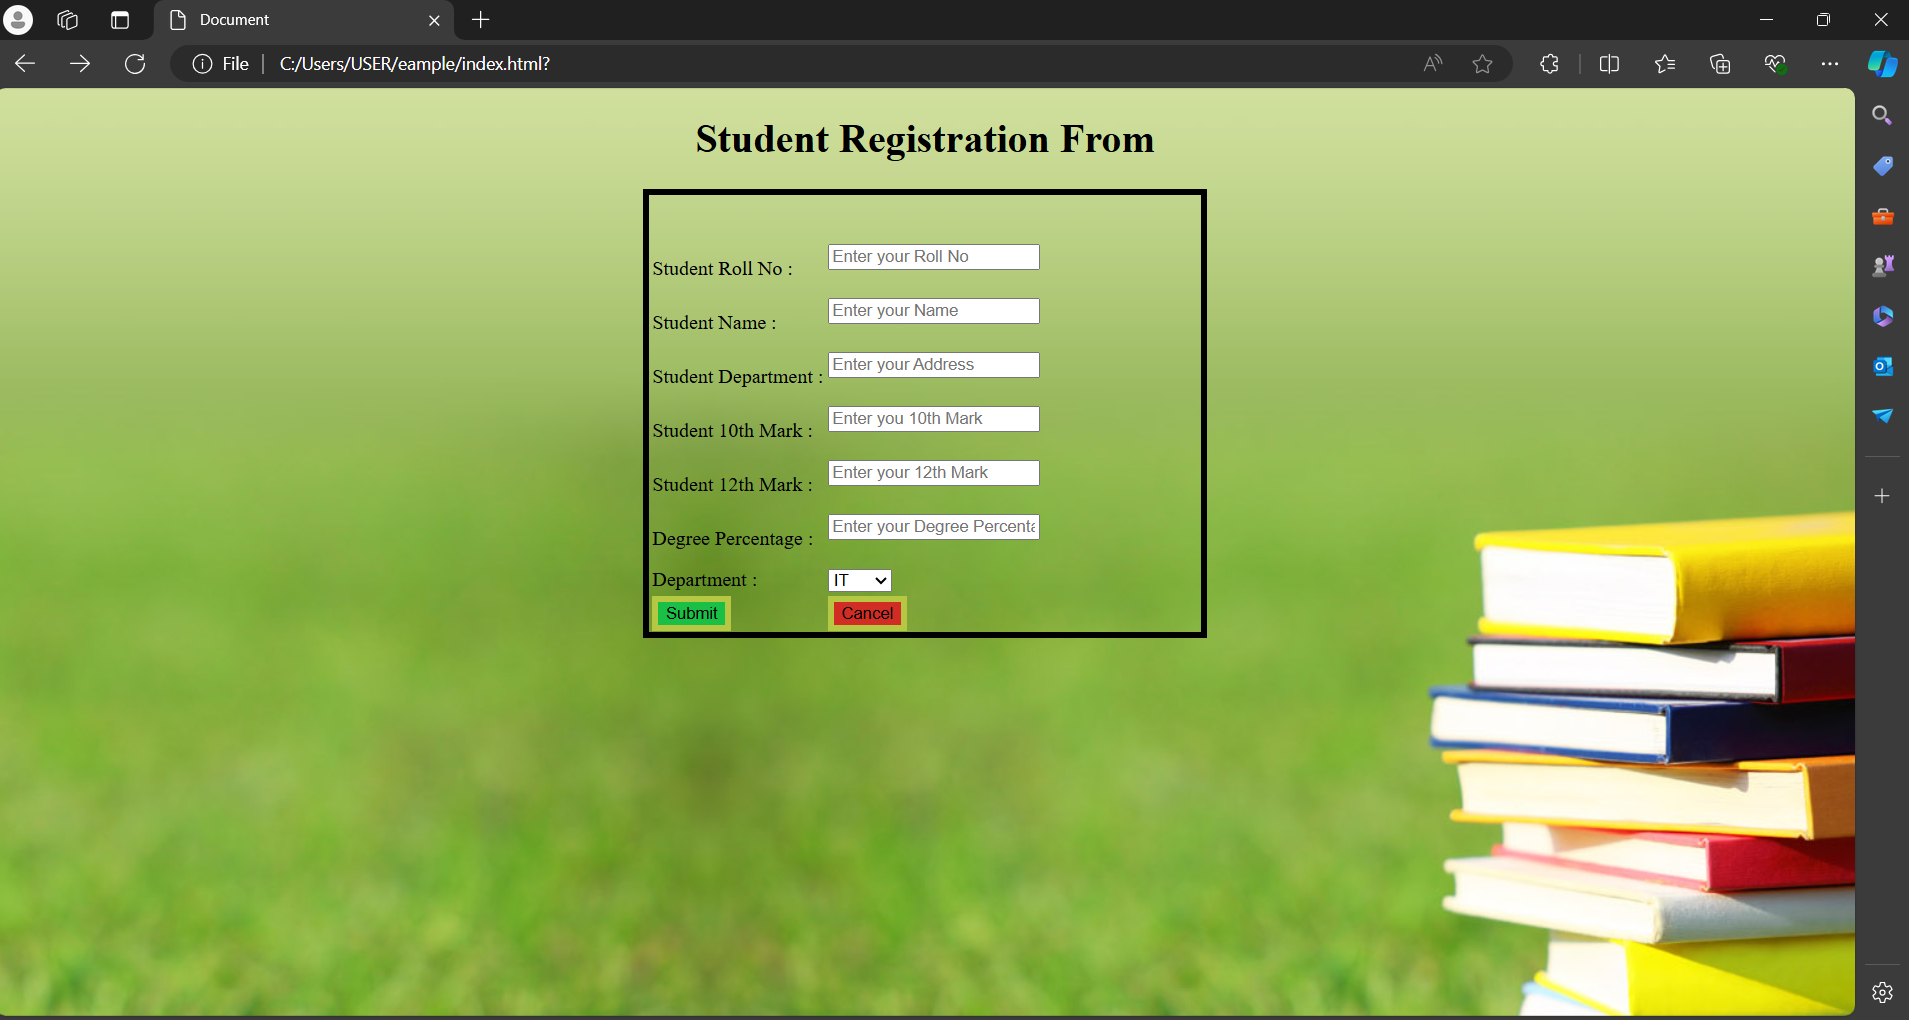 Document
File
C:/Users/USER/eample/index.html?
Student Registration From
Student Roll No :
Enter your Roll No
Student Name :
Enter your Name
Student Department :
Enter your Address
Student 10th Mark :
Enter you 10th Mark
Student 12th Mark :
Enter your 12th Mark
Degree Percentage :
Enter your Degree Percenta
Department :
IT
Submit
Cancel